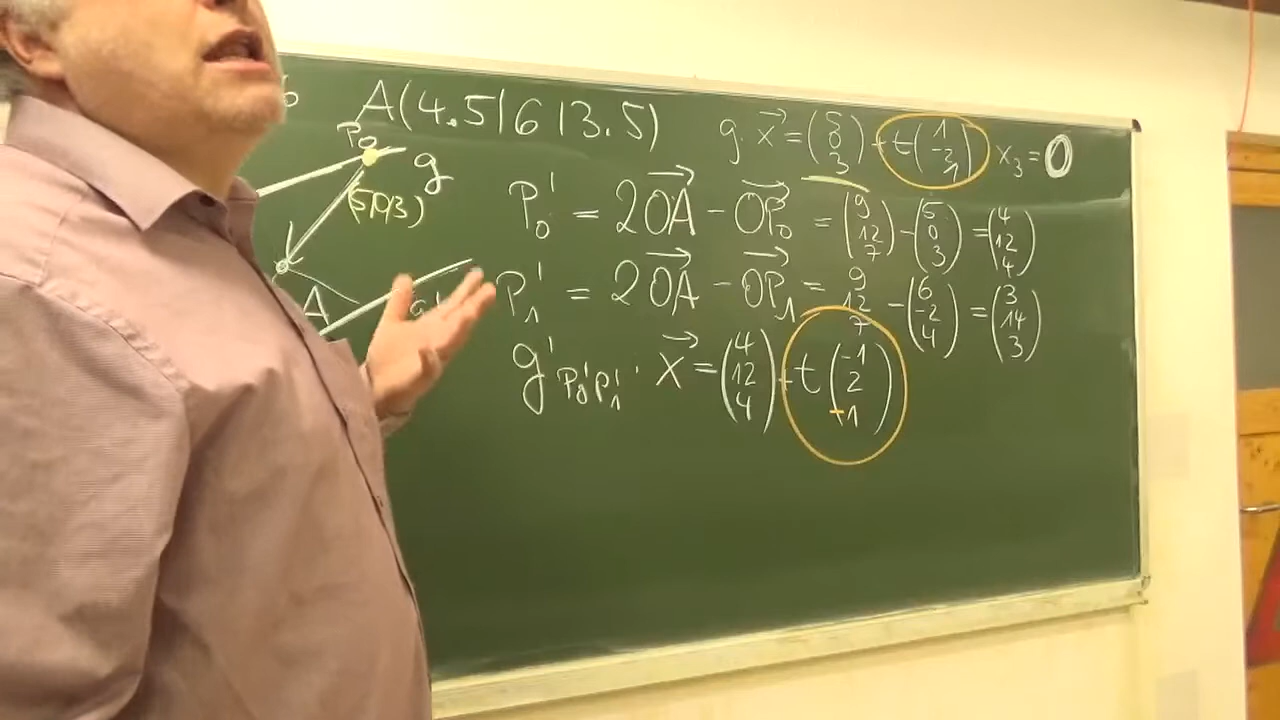 b A(4.5|6|3.5) g: x⃗ = (5 0 3) + t(1 -3 1) x₃ = 0
P₀ g
(5|0|3)
P₀' = 2OA⃗ - OP₀⃗ = (9 12 7) - (5 0 3) = (4 12 4)
A g'
P₁' = 2OA⃗ - OP₁⃗ = 9 12 7 - (6 -2 4) = (3 14 3)
g'P₀'P₁': x⃗ = (4 12 4) + t(-1 2 -1)